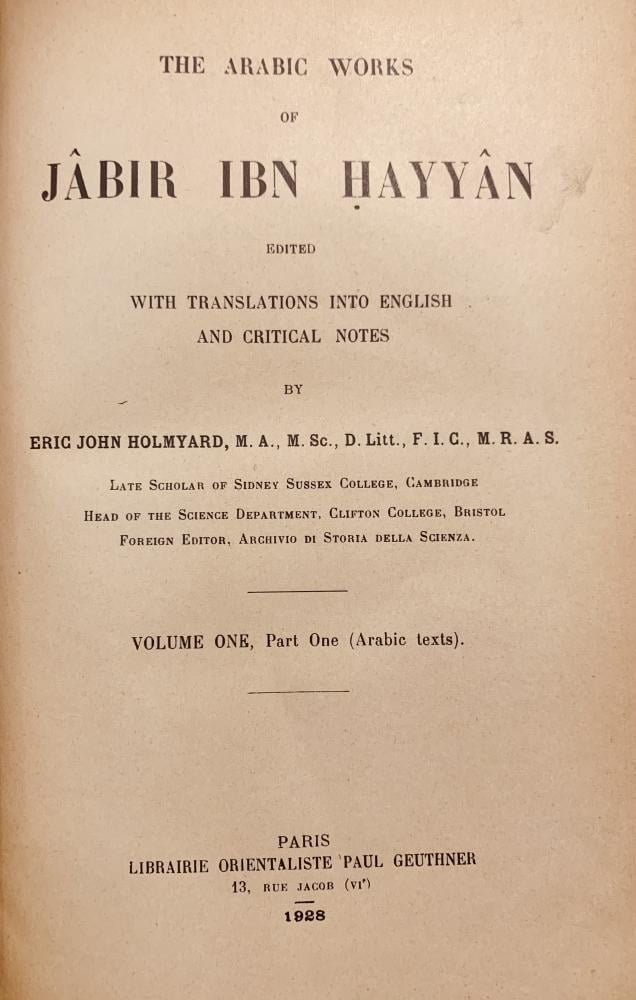 THE ARABIC WORKS
OF
JÂBIR IBN ḤAYYÂN
EDITED
WITH TRANSLATIONS INTO ENGLISH
AND CRITICAL NOTES
BY
ERIC JOHN HOLMYARD, M. A., M. Sc., D. Litt., F. I. C., M. R. A. S.
LATE SCHOLAR OF SIDNEY SUSSEX COLLEGE, CAMBRIDGE
HEAD OF THE SCIENCE DEPARTMENT, CLIFTON COLLEGE, BRISTOL
FOREIGN EDITOR, ARCHIVIO DI STORIA DELLA SCIENZA.
VOLUME ONE, Part One (Arabic texts).
PARIS
LIBRAIRIE ORIENTALISTE PAUL GEUTHNER
13, RUE JACOB (VIᵉ)
1928